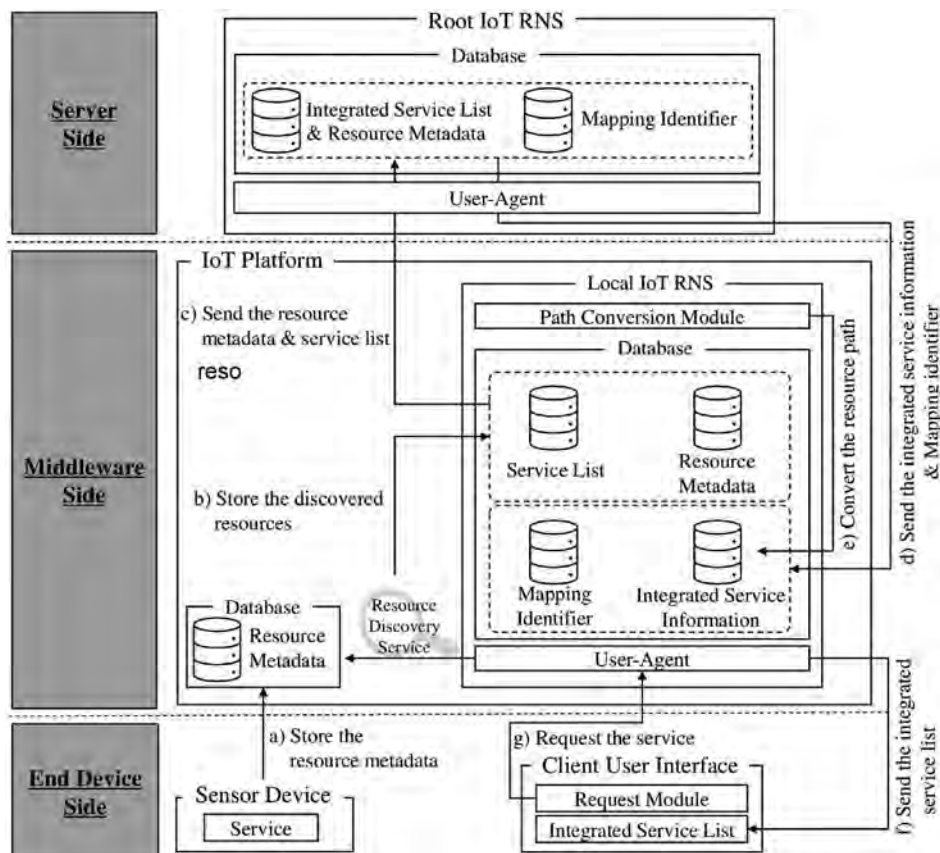 Server
Side
Root IoT RNS
Database
Integrated Service List
& Resource Metadata
Mapping Identifier
User-Agent
Middleware
Side
IoT Platform
c) Send the resource
metadata & service list
reso
Local IoT RNS
Path Conversion Module
Database
Service List
Resource
Metadata
Mapping
Identifier
Integrated Service
Information
User-Agent
b) Store the discovered
resources
Resource
Discovery
Service
Database
Resource
Metadata
e) Convert the resource path
d) Send the integrated service information
& Mapping identifier
End Device
Side
a) Store the
resource metadata
Sensor Device
Service
g) Request the service
Client User Interface
Request Module
Integrated Service List
f) Send the integrated
service list